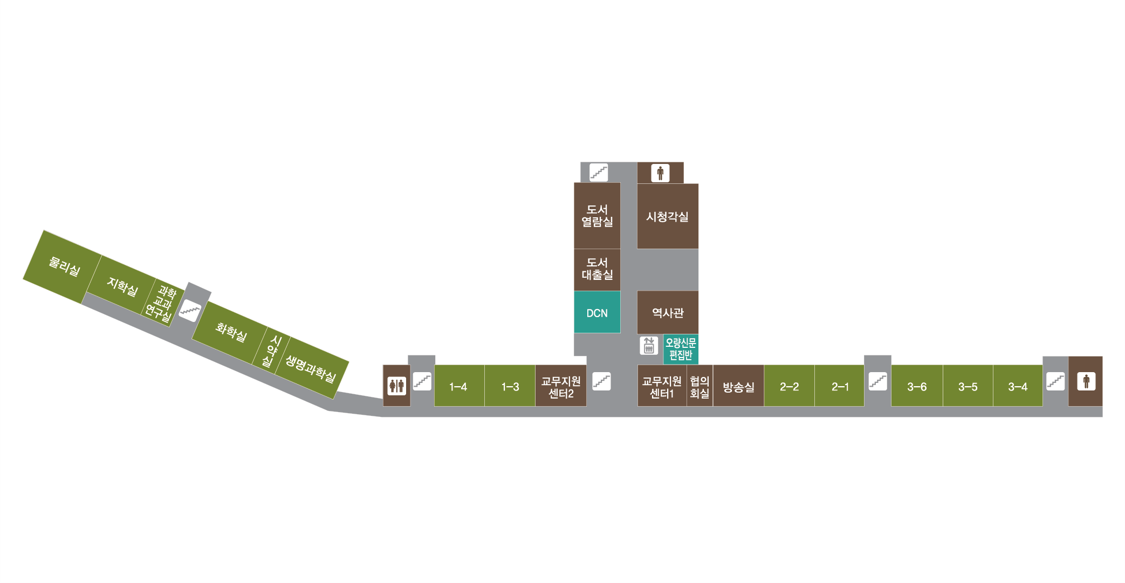 도서
열람실
시청각실
도서
대출실
DCN
역사관
오랑신문
편집반
물리실
지학실
과학
교과
연구실
화학실
시
약
실
생명과학실
1-4
1-3
교무지원
센터2
교무지원
센터1
협의
회실
방송실
2-2
2-1
3-6
3-5
3-4